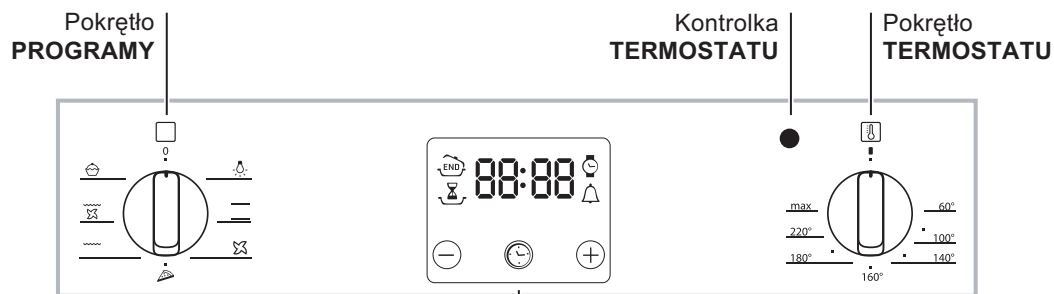 Pokrętło
PROGRAMY
Kontrolka
TERMOSTATU
Pokrętło
TERMOSTATU
0
END
88:88
max
60°
220°
100°
180°
140°
160°